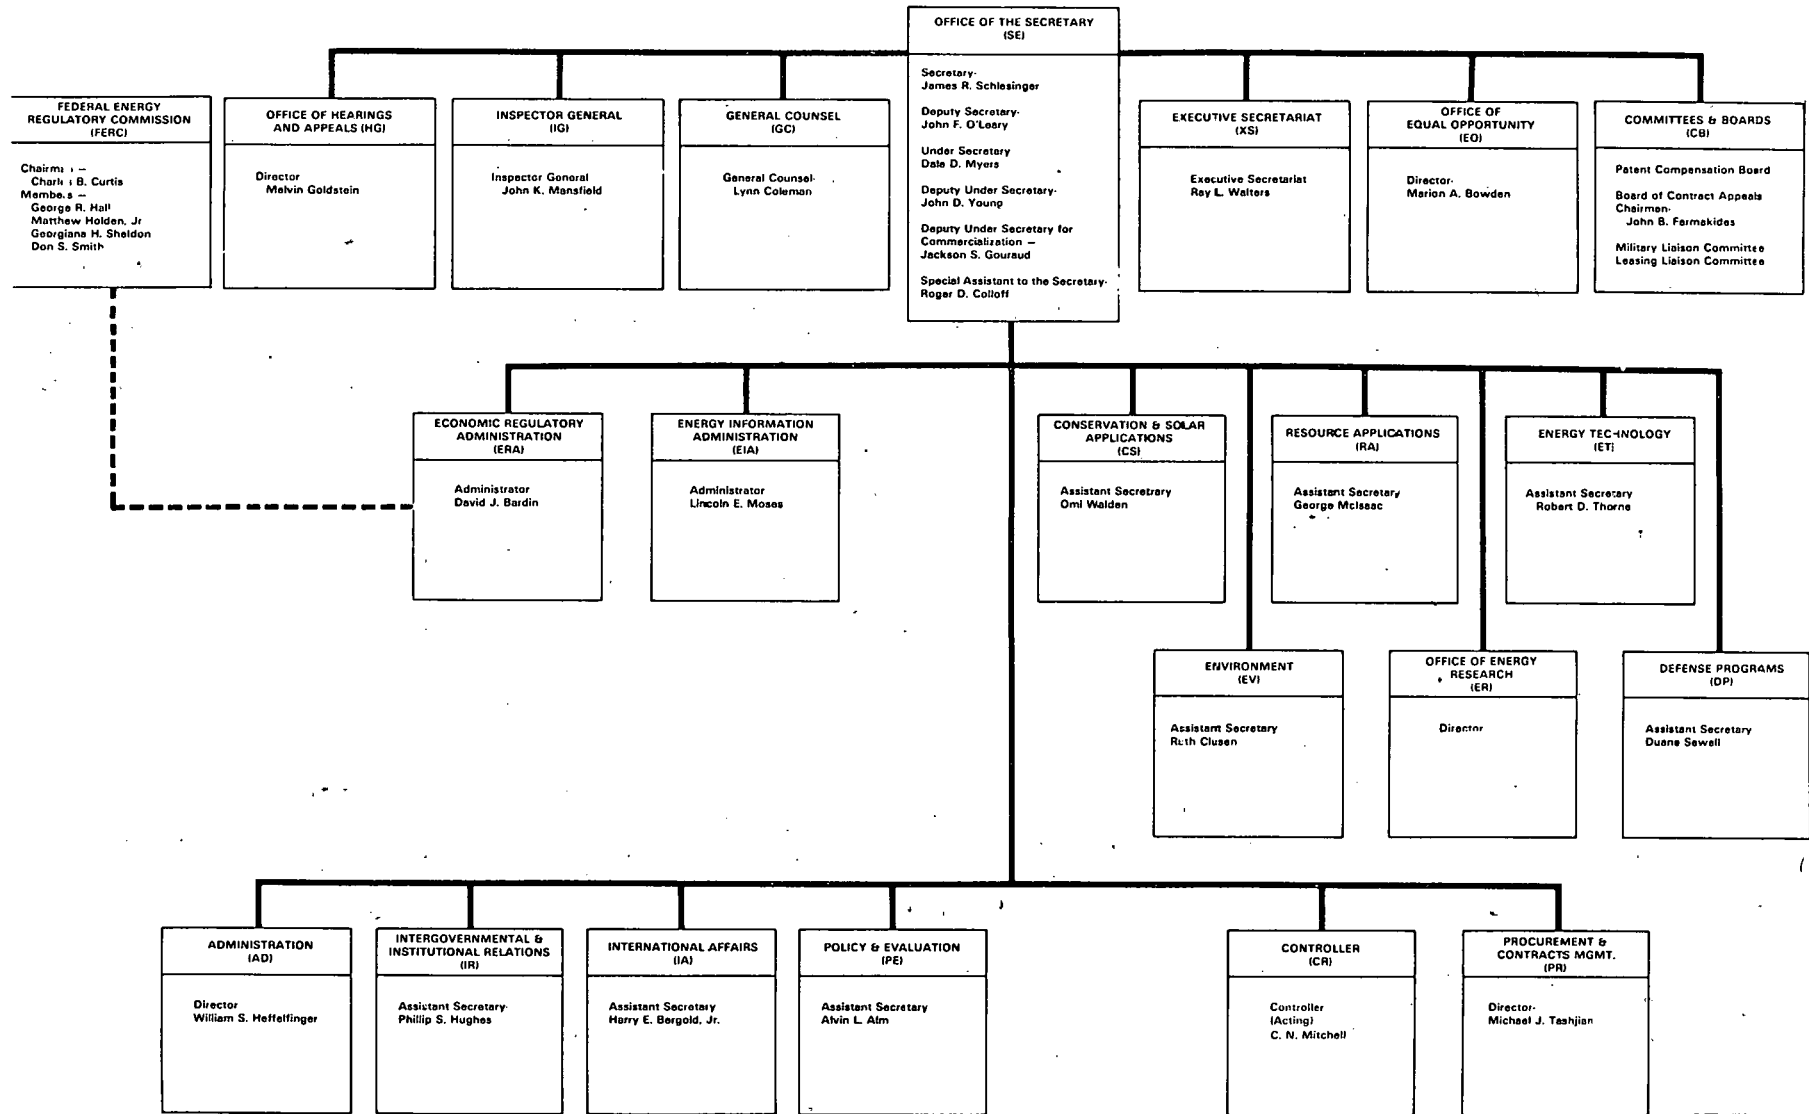 OFFICE OF THE SECRETARY
(SE)
Secretary-
James R. Schlesinger
Deputy Secretary-
John F. O'Leary
Under Secretary
Dale D. Myers
Deputy Under Secretary-
John D. Young
Deputy Under Secretary for
Commercialization –
Jackson S. Gouraud
Special Assistant to the Secretary-
Roger D. Colloff
FEDERAL ENERGY
REGULATORY COMMISSION
(FERC)
Chairman –
Charles B. Curtis
Members –
George R. Hall
Matthew Holden, Jr
Georgiana H. Sheldon
Don S. Smith
OFFICE OF HEARINGS
AND APPEALS (HG)
Director
Melvin Goldstein
INSPECTOR GENERAL
(IG)
Inspector General
John K. Mansfield
GENERAL COUNSEL
(GC)
General Counsel-
Lynn Coleman
EXECUTIVE SECRETARIAT
(XS)
Executive Secretariat
Ray L. Walters
OFFICE OF
EQUAL OPPORTUNITY
(EO)
Director-
Marion A. Bowden
COMMITTEES & BOARDS
(CB)
Patent Compensation Board
Board of Contract Appeals
Chairman-
John B. Farmakides
Military Liaison Committee
Leasing Liaison Committee
ECONOMIC REGULATORY
ADMINISTRATION
(ERA)
Administrator
David J. Bardin
ENERGY INFORMATION
ADMINISTRATION
(EIA)
Administrator
Lincoln E. Moses
CONSERVATION & SOLAR
APPLICATIONS
(CS)
Assistant Secretrary
Omi Walden
RESOURCE APPLICATIONS
(RA)
Assistant Secretary
George McIsaac
ENERGY TECHNOLOGY
(ET)
Assistant Secretary
Robert D. Thorne
ENVIRONMENT
(EV)
Assistant Secretary
Ruth Clusen
OFFICE OF ENERGY
RESEARCH
(ER)
Director
DEFENSE PROGRAMS
(DP)
Assistant Secretary
Duane Sewell
ADMINISTRATION
(AD)
Director
William S. Heffelfinger
INTERGOVERNMENTAL &
INSTITUTIONAL RELATIONS
(IR)
Assistant Secretary-
Phillip S. Hughes
INTERNATIONAL AFFAIRS
(IA)
Assistant Secretary
Harry E. Bergold, Jr.
POLICY & EVALUATION
(PE)
Assistant Secretary
Alvin L. Alm
CONTROLLER
(CR)
Controller
(Acting)
C. N. Mitchell
PROCUREMENT &
CONTRACTS MGMT.
(PR)
Director-
Michael J. Tashjian